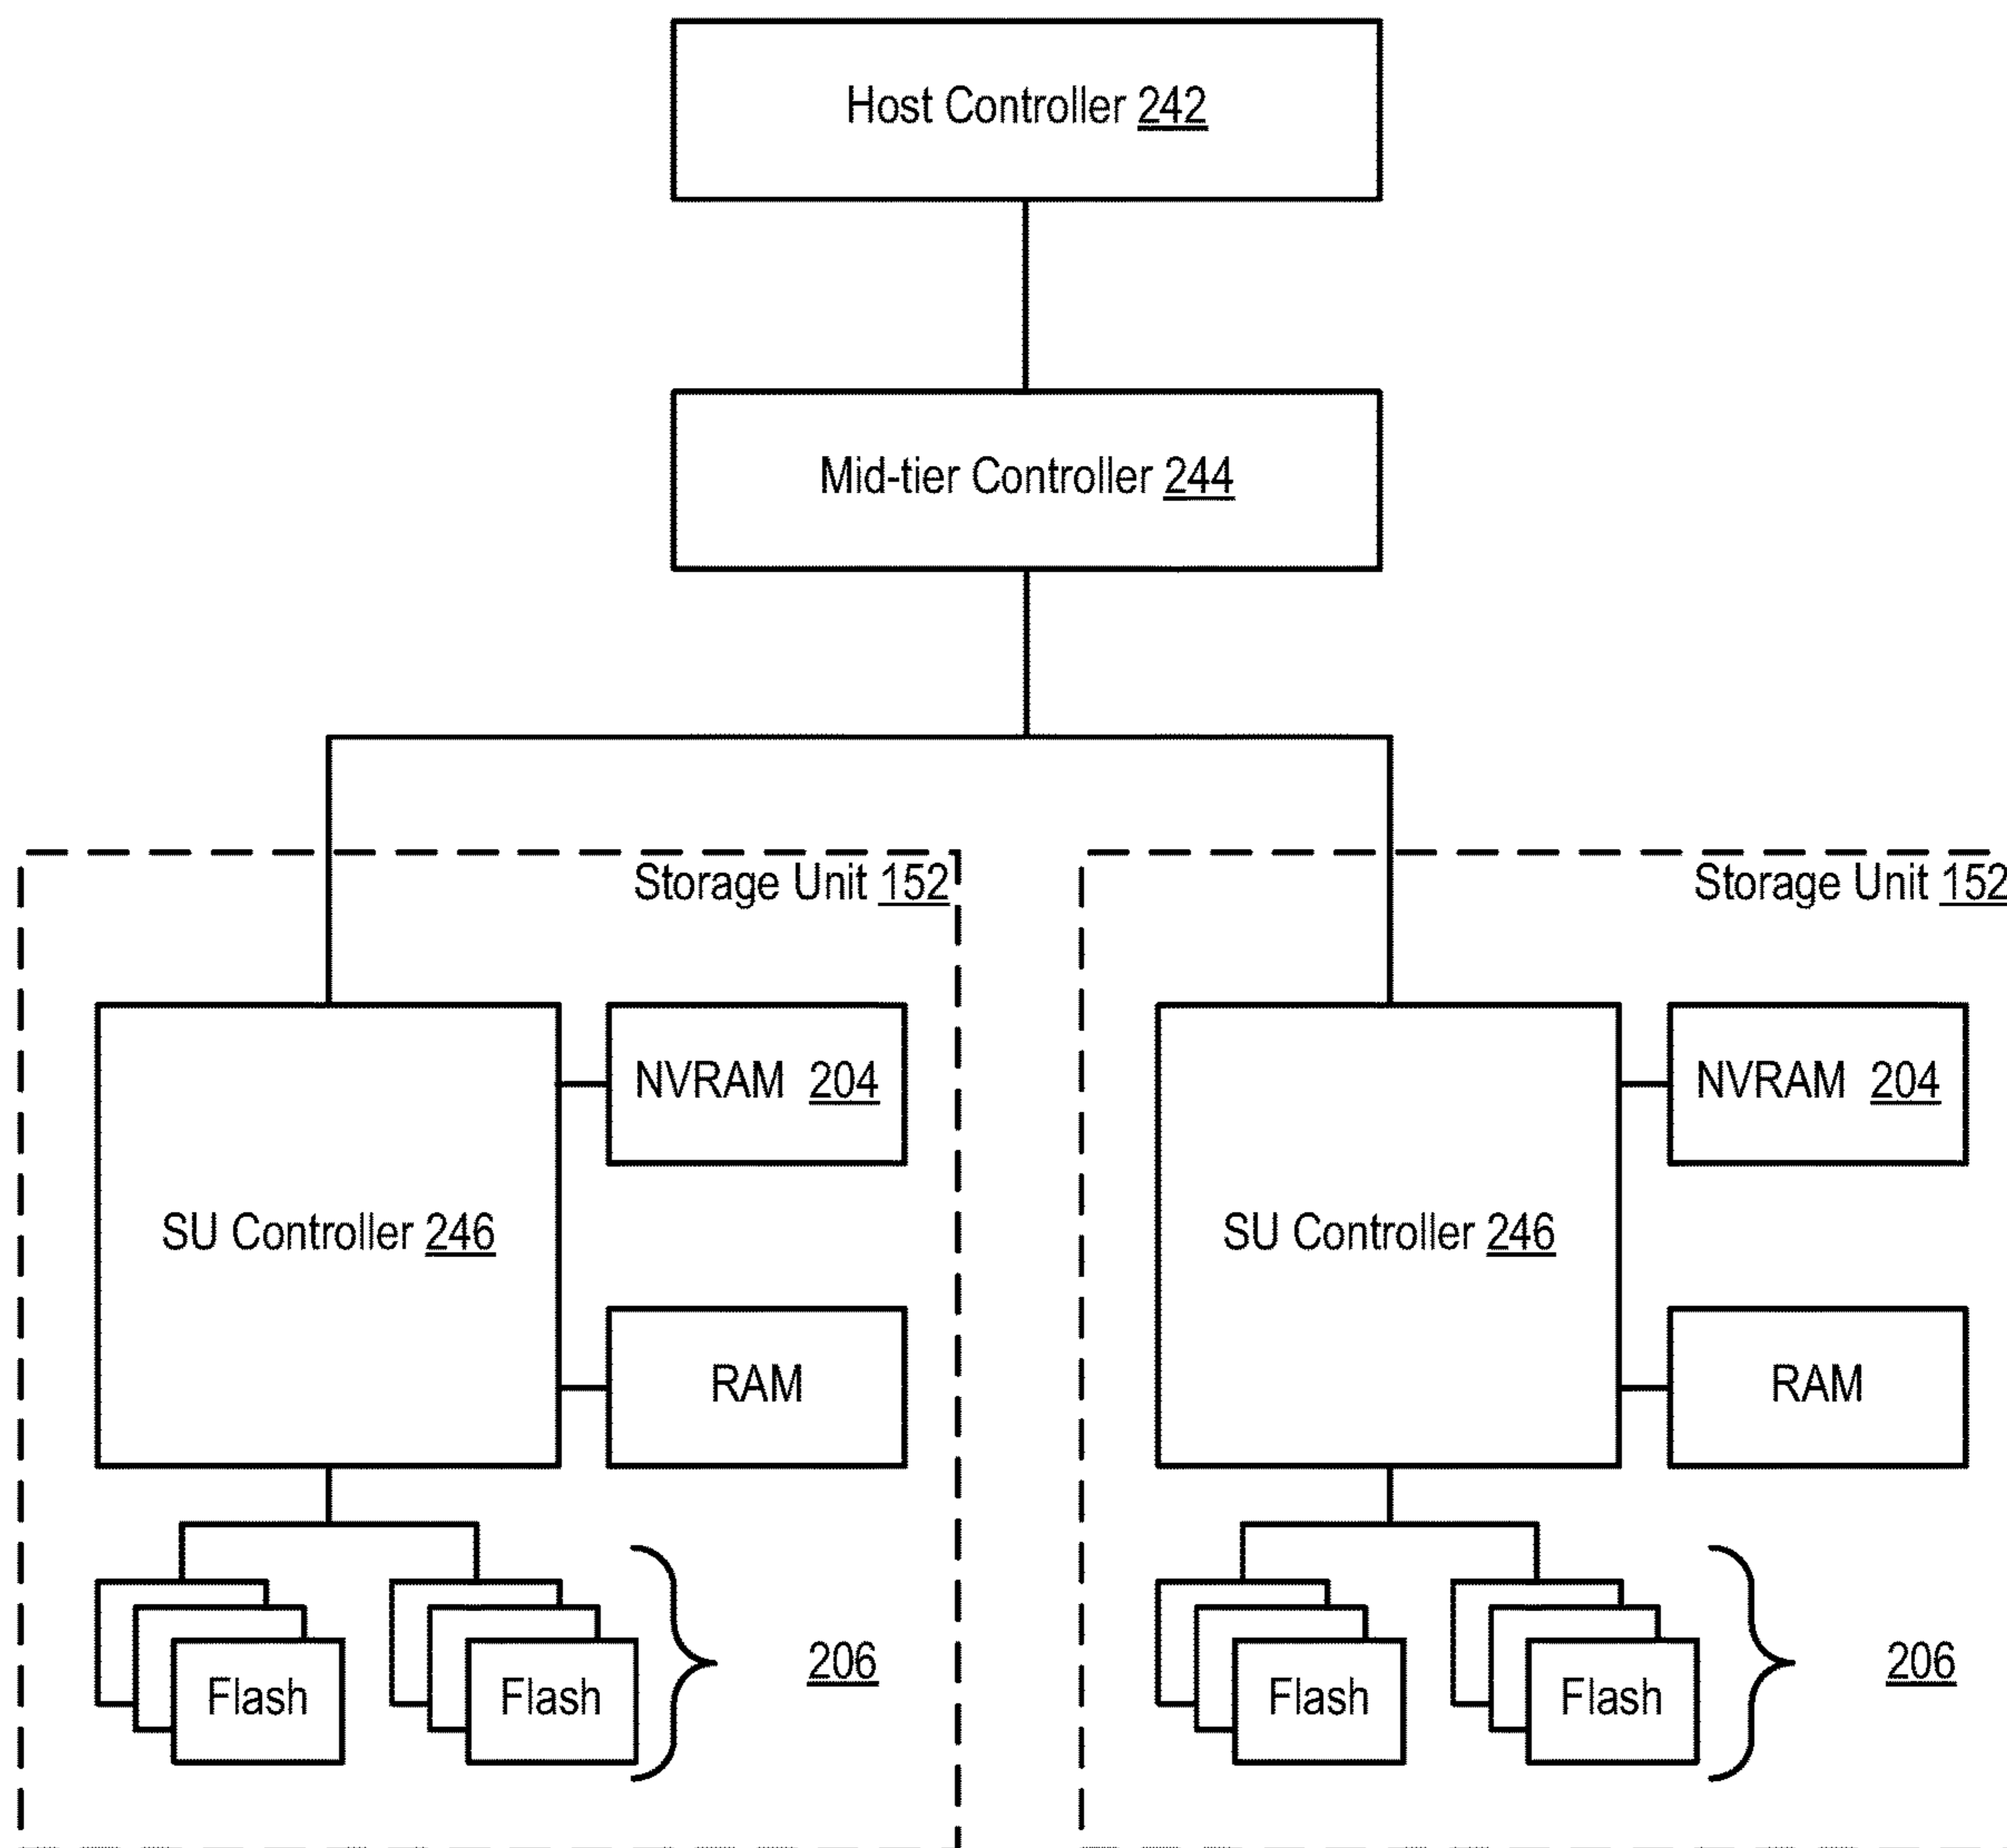 Host Controller 242
Mid-tier Controller 244
Storage Unit 152
Storage Unit 152
NVRAM 204
NVRAM 204
SU Controller 246
SU Controller 246
RAM
RAM
206
206
Flash
Flash
Flash
Flash